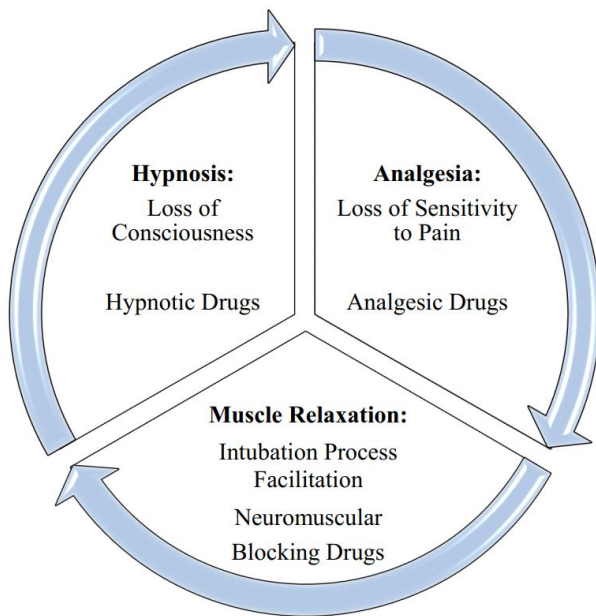 Hypnosis:
Loss of
Consciousness
Hypnotic Drugs
Analgesia:
Loss of Sensitivity
to Pain
Analgesic Drugs
Muscle Relaxation:
Intubation Process
Facilitation
Neuromuscular
Blocking Drugs